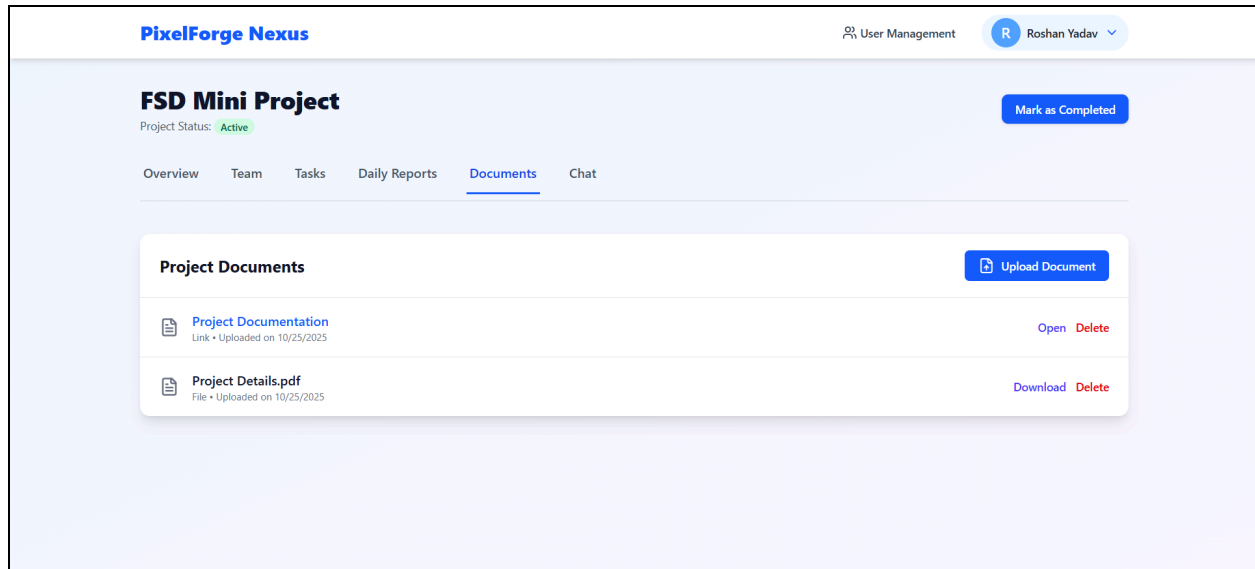 PixelForge Nexus
User Management
R
Roshan Yadav
FSD Mini Project
Mark as Completed
Project Status: Active
Overview
Team
Tasks
Daily Reports
Documents
Chat
Project Documents
Upload Document
Project Documentation
Link • Uploaded on 10/25/2025
Open
Delete
Project Details.pdf
File • Uploaded on 10/25/2025
Download
Delete